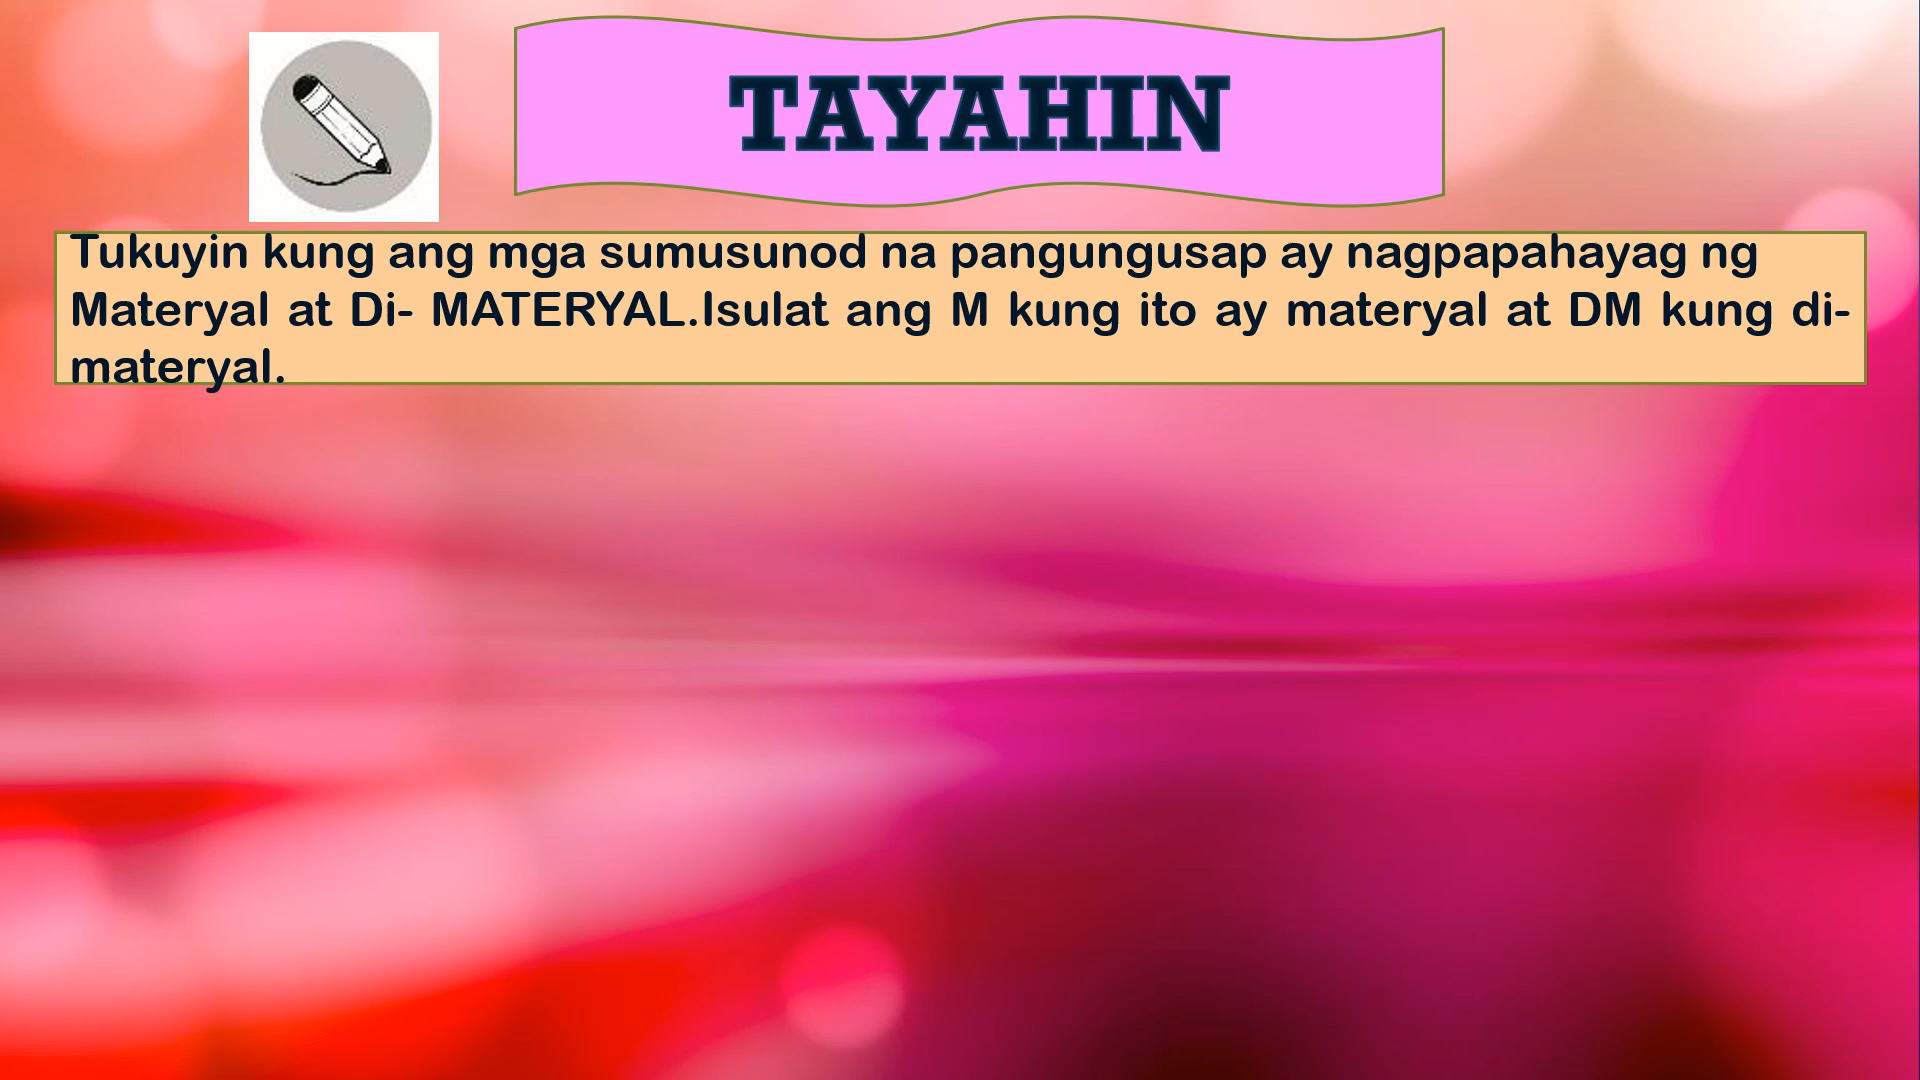 TAYAHIN
Tukuyin kung ang mga sumusunod na pangungusap ay nagpapahayag ng
Materyal at Di- MATERYAL.Isulat ang M kung ito ay materyal at DM kung di-
materyal.